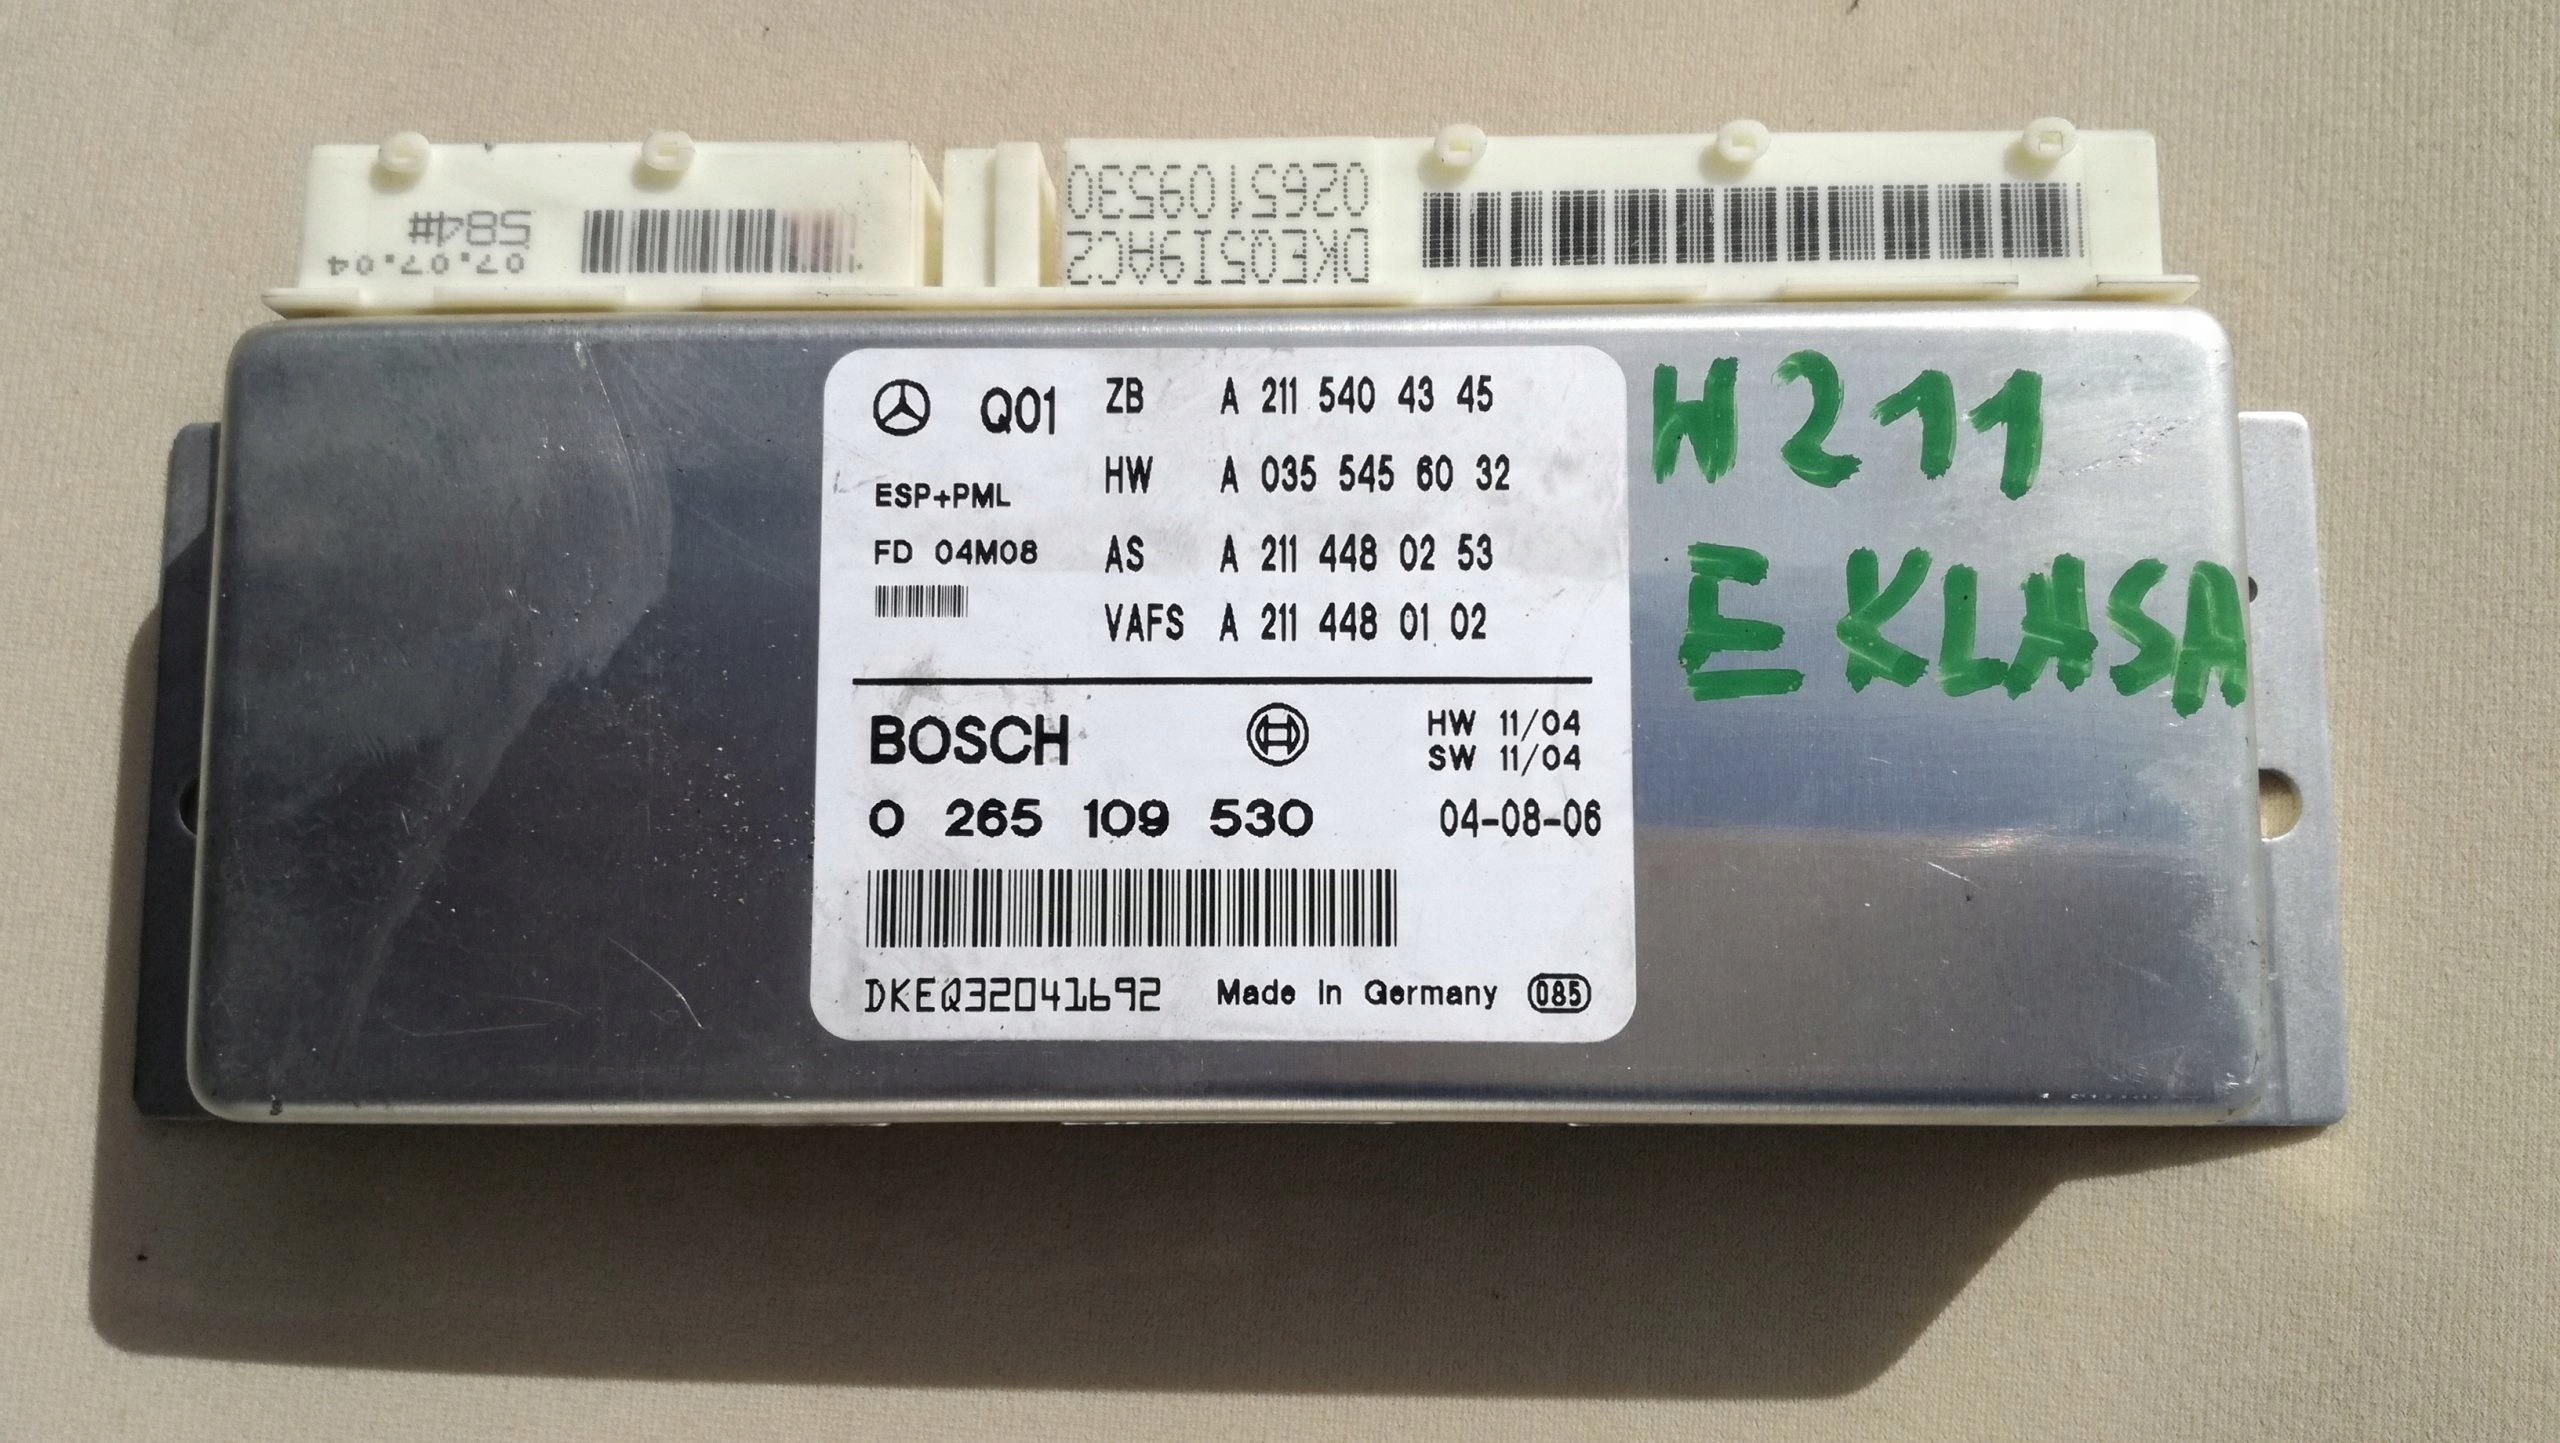 584#
07.07.04
0265109530
DKE05I9AC2
Q01
ESP+PML
FD 04M08
ZB A 211 540 43 45
HW A 035 545 60 32
AS A 211 448 02 53
VAFS A 211 448 01 02
W211
E KLASA
BOSCH
HW 11/04
SW 11/04
0 265 109 530
04-08-06
DKEQ32041692
Made in Germany
085